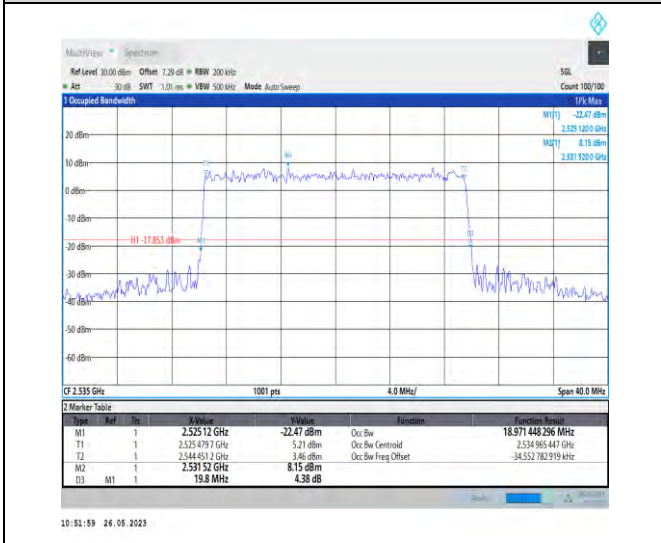 MultiView Spectrum
Ref Level 30.00 dBm Offset 7.29 dB RBW 200 kHz SGL
Att 30 dB SWT 1.01 ms VBW 500 kHz Mode Auto Sweep Count 100/100
1 Occupied Bandwidth 1Pk Max
M1[1] -22.47 dBm
2.525 120 0 GHz
M2[1] 8.15 dBm
2.531 520 0 GHz
20 dBm
M2
T1 T2
10 dBm
0 dBm
-10 dBm
D3
H1 -17.853 dBm M1
-20 dBm
-30 dBm
-40 dBm
-50 dBm
-60 dBm
CF 2.535 GHz 1001 pts 4.0 MHz/ Span 40.0 MHz
2 Marker Table
Type Ref Trc X-Value Y-Value Function Function Result
M1 1 2.525 12 GHz -22.47 dBm Occ Bw 18.971 448 296 MHz
T1 1 2.525 479 7 GHz 5.21 dBm Occ Bw Centroid 2.534 965 447 GHz
T2 1 2.544 451 2 GHz 3.46 dBm Occ Bw Freq Offset -34.552 782 919 kHz
M2 1 2.531 52 GHz 8.15 dBm
D3 M1 1 19.8 MHz 4.38 dB
10:51:59 26.05.2023